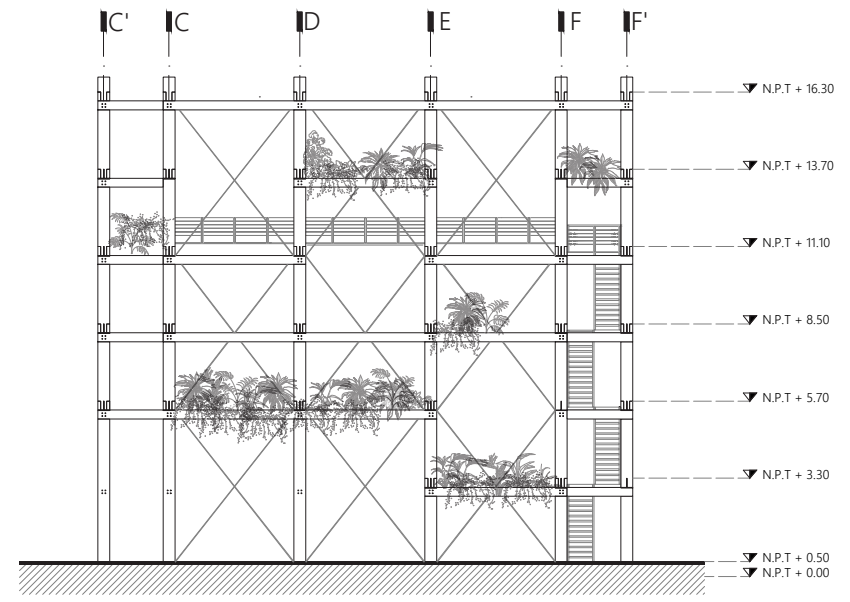 C' C D E F F'
N.P.T + 16.30
N.P.T + 13.70
N.P.T + 11.10
N.P.T + 8.50
N.P.T + 5.70
N.P.T + 3.30
N.P.T + 0.50
N.P.T + 0.00